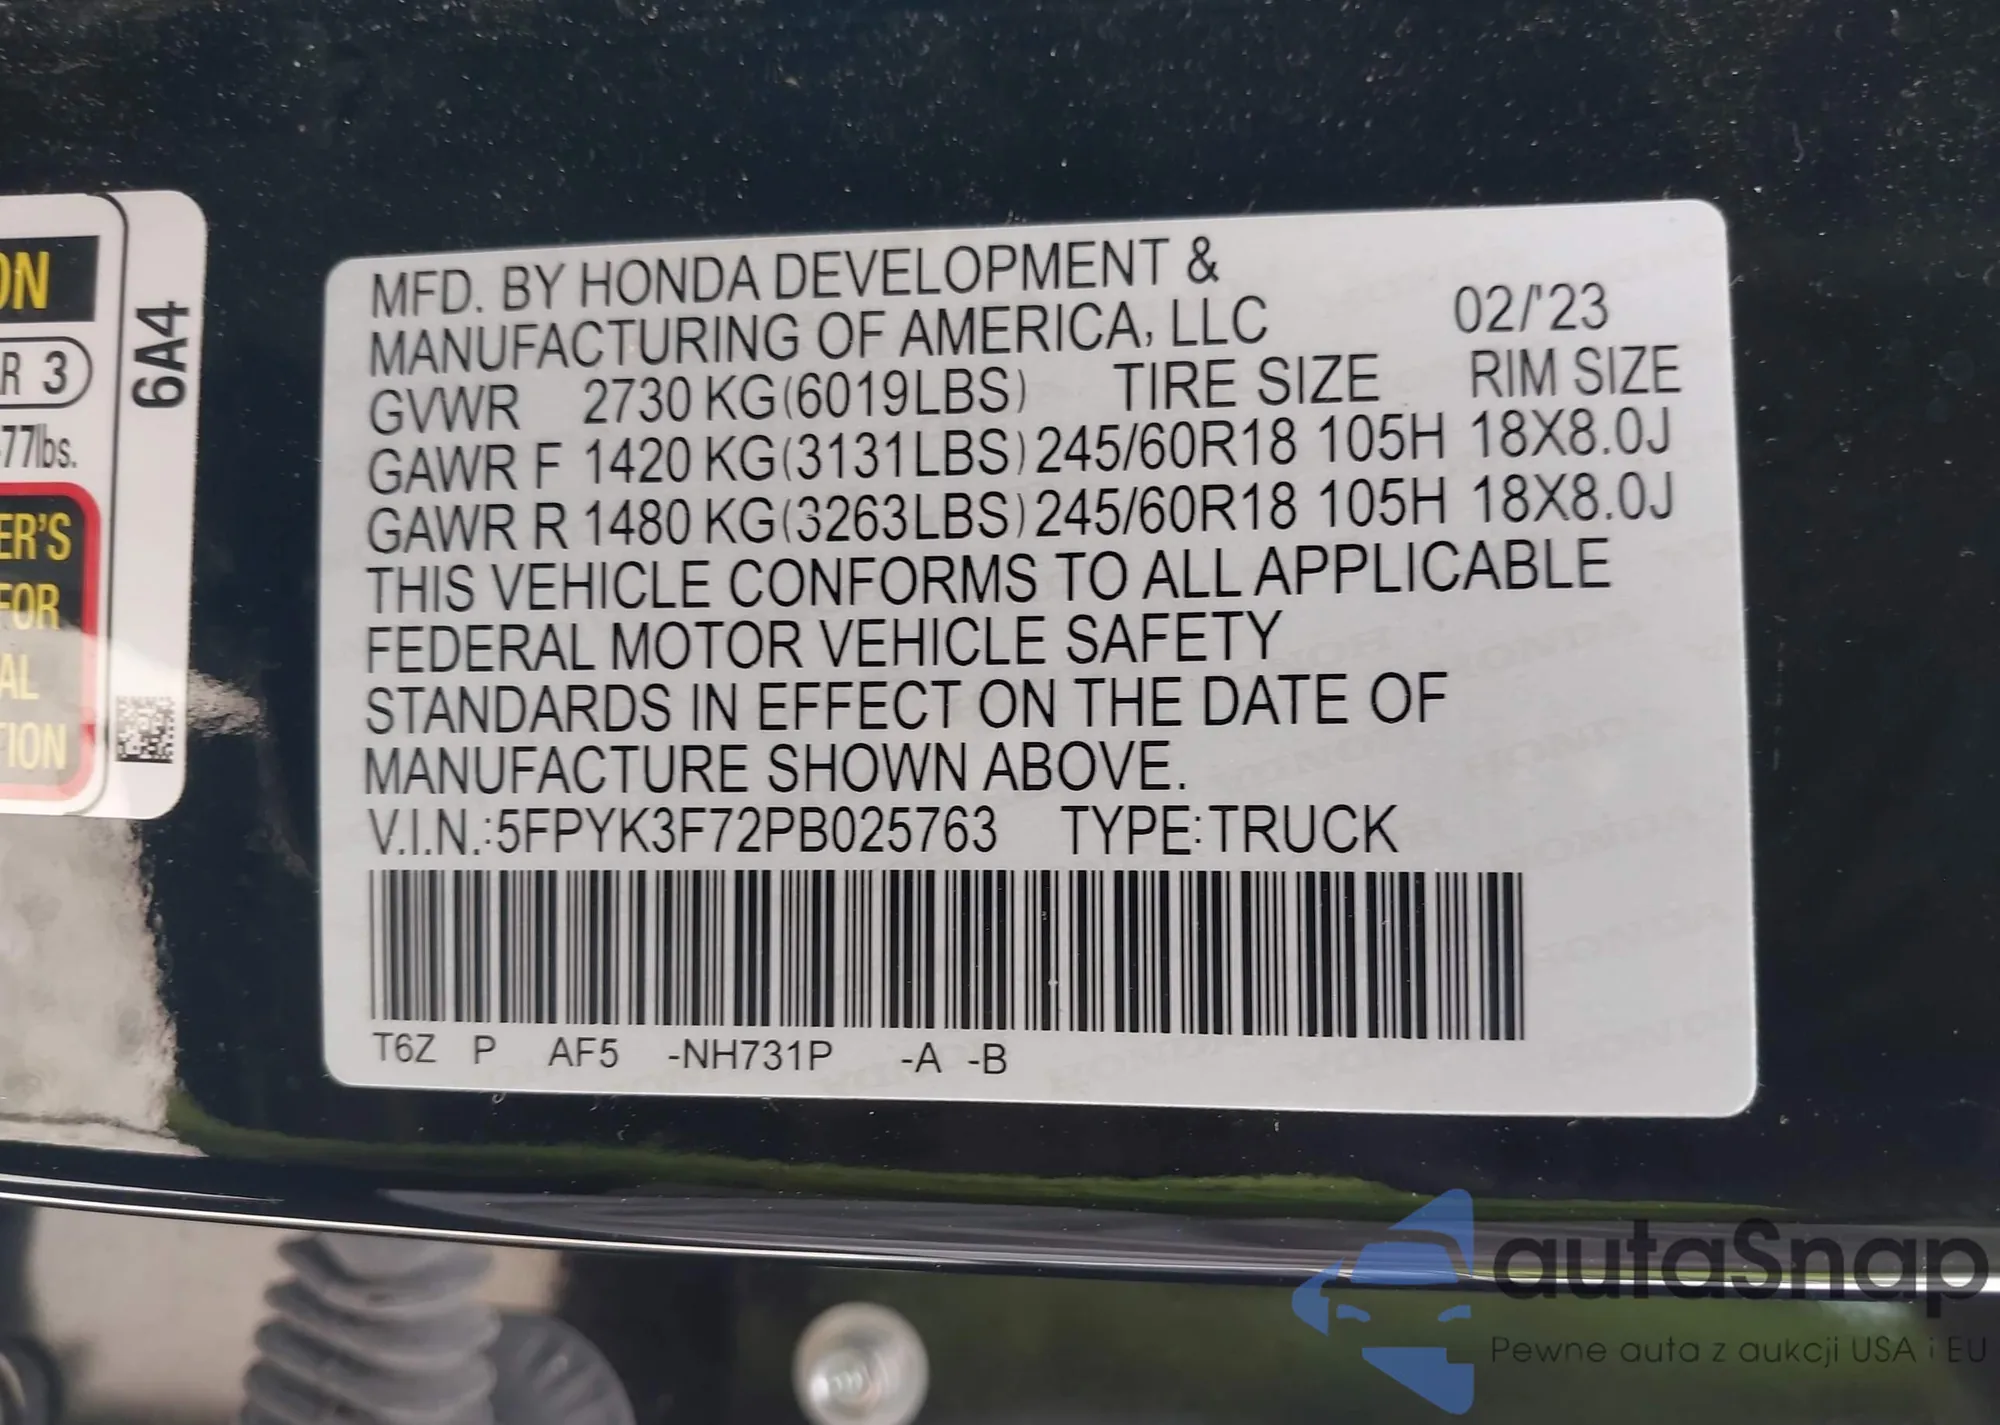 ON
R 3
77lbs.
ER'S
FOR
AL
TION
6A4
MFD. BY HONDA DEVELOPMENT &
MANUFACTURING OF AMERICA, LLC 02/'23
GVWR 2730 KG(6019LBS) TIRE SIZE RIM SIZE
GAWR F 1420 KG(3131LBS) 245/60R18 105H 18X8.0J
GAWR R 1480 KG(3263LBS) 245/60R18 105H 18X8.0J
THIS VEHICLE CONFORMS TO ALL APPLICABLE
FEDERAL MOTOR VEHICLE SAFETY
STANDARDS IN EFFECT ON THE DATE OF
MANUFACTURE SHOWN ABOVE.
V.I.N.:5FPYK3F72PB025763 TYPE:TRUCK
T6Z P AF5 -NH731P -A -B
autaSnap
Pewne auta z aukcji USA i EU